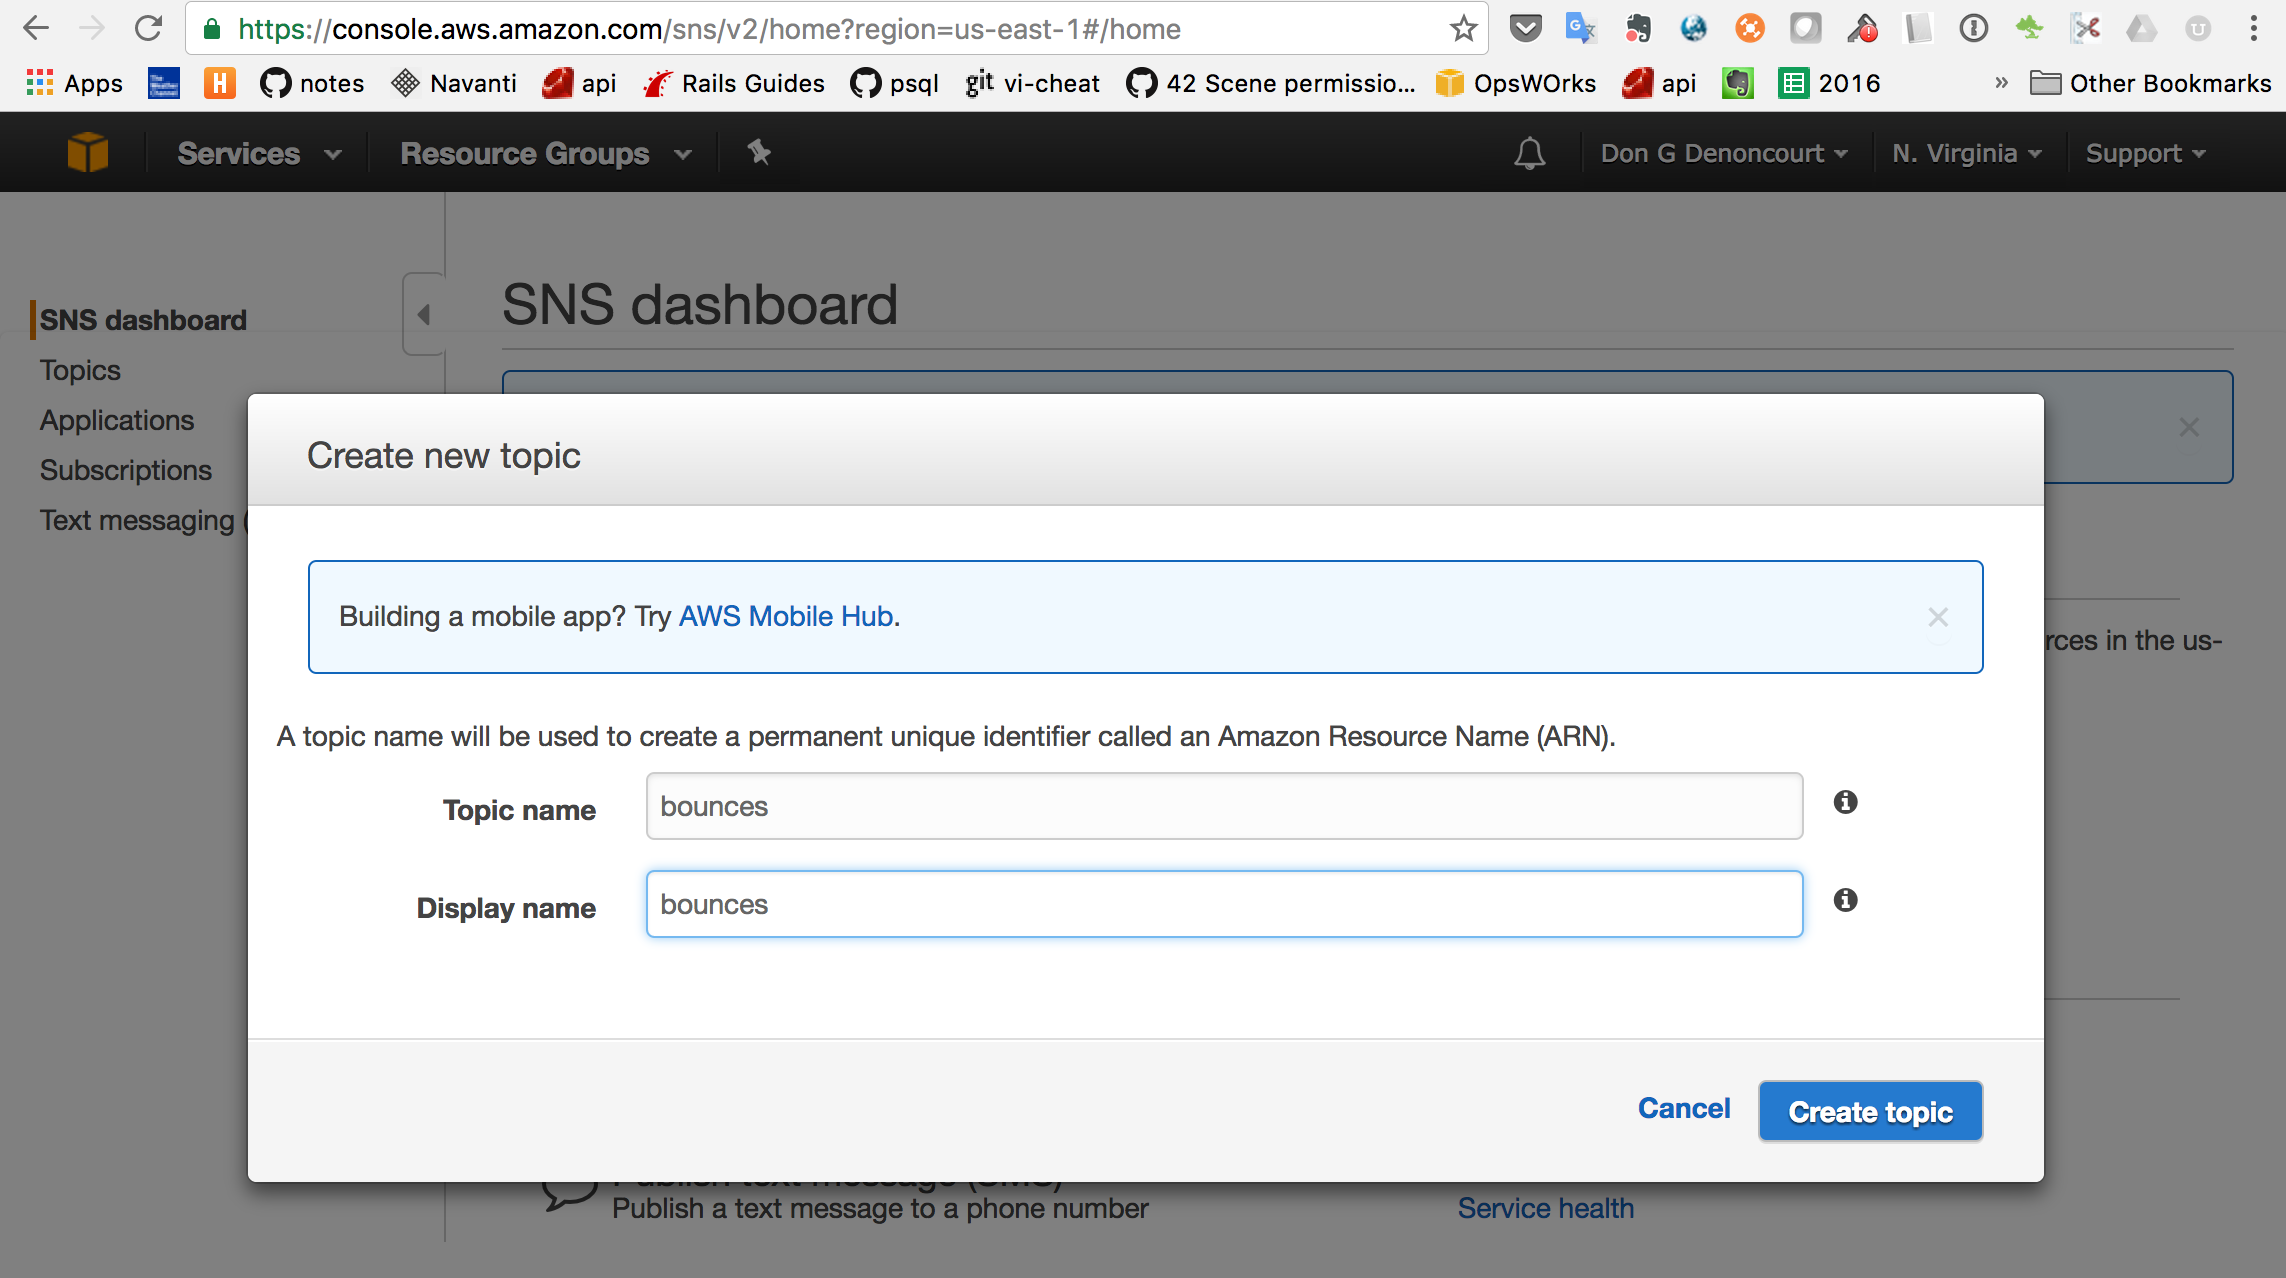 https://console.aws.amazon.com/sns/v2/home?region=us-east-1#/home
Apps
H
notes
Navanti
api
Rails Guides
psql
git vi-cheat
42 Scene permissio...
OpsWOrks
api
2016
»
Other Bookmarks
Services
Resource Groups
Don G Denoncourt
N. Virginia
Support
SNS dashboard
Topics
Applications
Subscriptions
Text messaging (
SNS dashboard
Create new topic
Building a mobile app? Try AWS Mobile Hub.
rces in the us-
A topic name will be used to create a permanent unique identifier called an Amazon Resource Name (ARN).
Topic name
bounces
Display name
bounces
Cancel
Create topic
Publish text message (SMS)
Publish a text message to a phone number
Service health